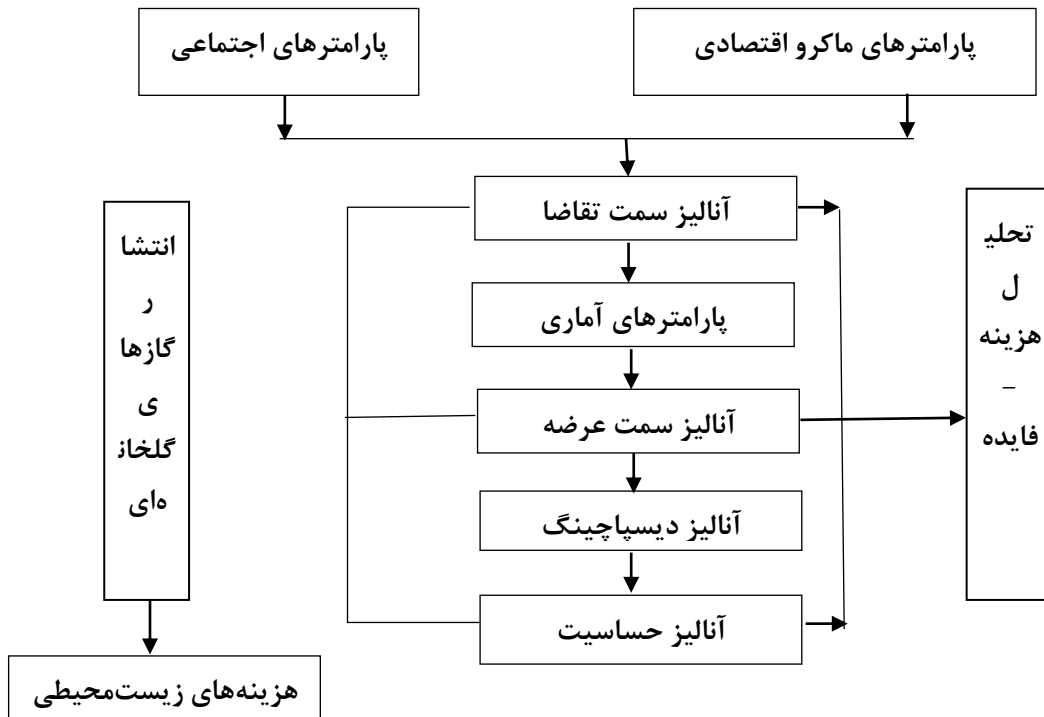 پارامترهای ماکرو اقتصادی
پارامترهای اجتماعی
آنالیز سمت تقاضا
پارامترهای آماری
آنالیز سمت عرضه
آنالیز دیسپاچینگ
آنالیز حساسیت
تحلی
ل
هزینه
–
فایده
انتشا
ر
گازها
ی
گلخان
ه‌ای
هزینه‌های زیست‌محیطی